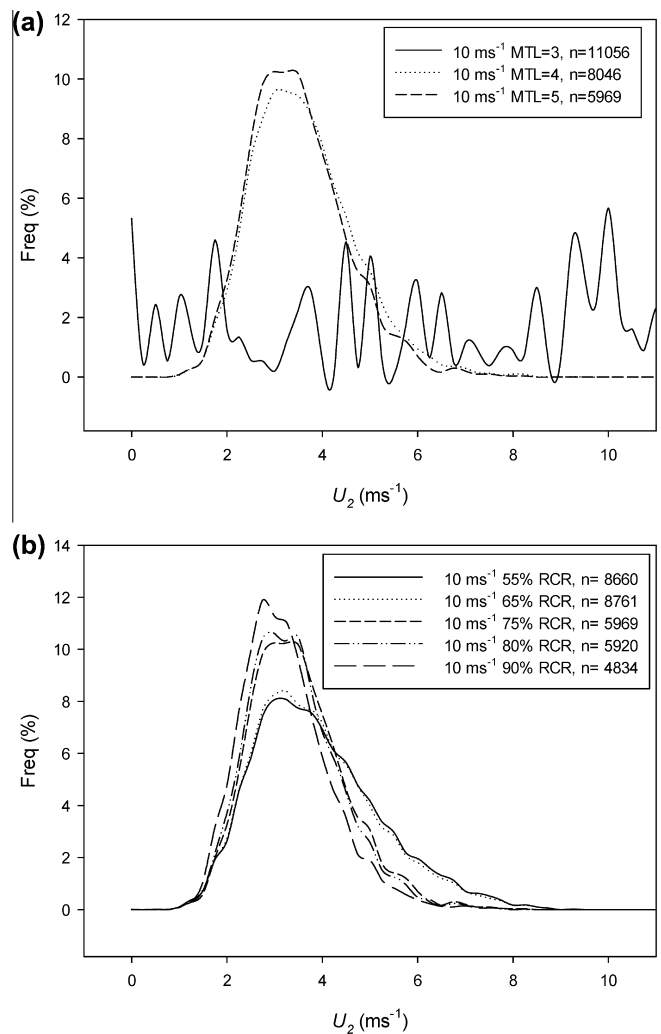 (a)
12
10
8
6
4
2
0
Freq (%)
10 ms⁻¹ MTL=3, n=11056
10 ms⁻¹ MTL=4, n=8046
10 ms⁻¹ MTL=5, n=5969
0 2 4 6 8 10
U₂ (ms⁻¹)
(b)
14
12
10
8
6
4
2
0
Freq (%)
10 ms⁻¹ 55% RCR, n= 8660
10 ms⁻¹ 65% RCR, n= 8761
10 ms⁻¹ 75% RCR, n= 5969
10 ms⁻¹ 80% RCR, n= 5920
10 ms⁻¹ 90% RCR, n= 4834
0 2 4 6 8 10
U₂ (ms⁻¹)